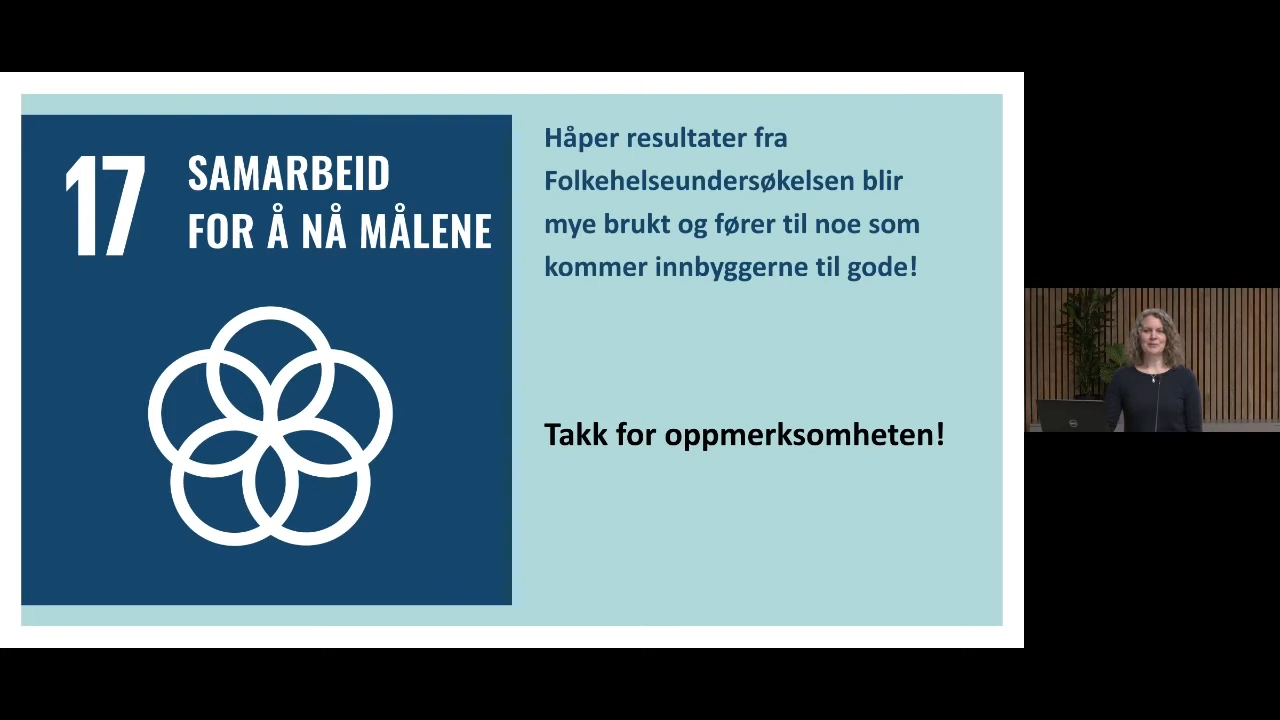 17
SAMARBEID
FOR Å NÅ MÅLENE
Håper resultater fra
Folkehelseundersøkelsen blir
mye brukt og fører til noe som
kommer innbyggerne til gode!
Takk for oppmerksomheten!